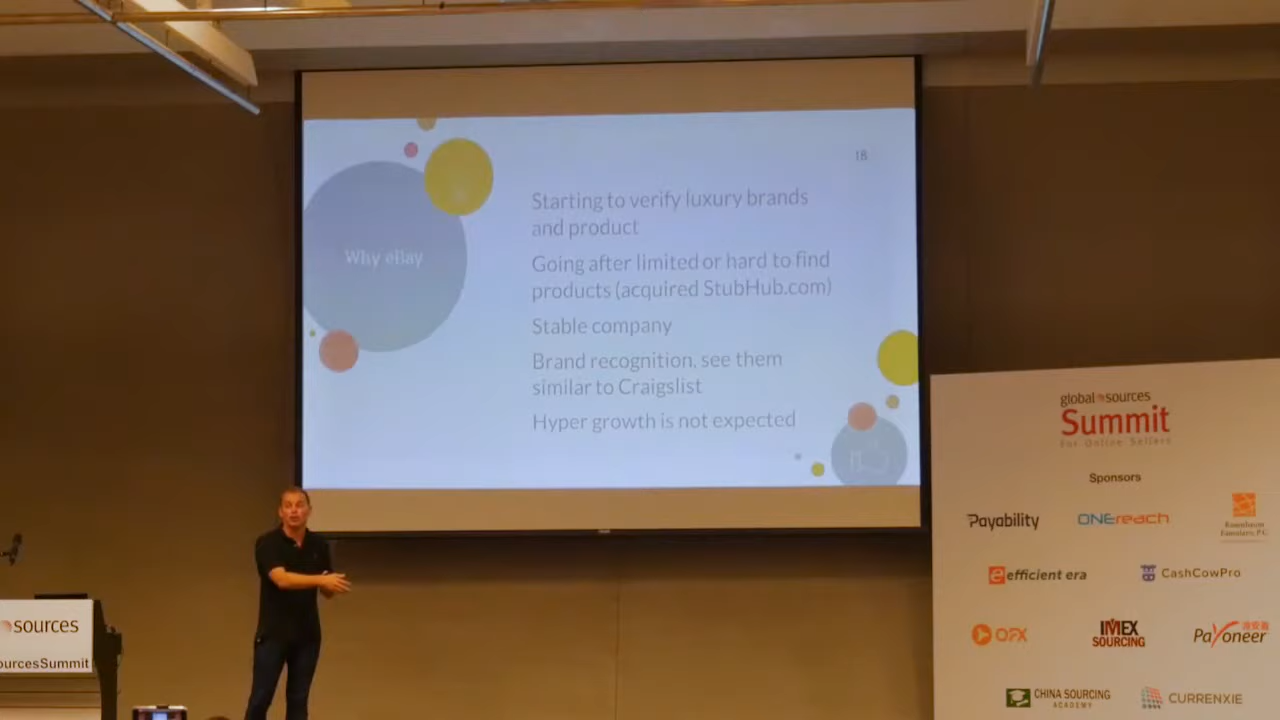 18
Why eBay
Starting to verify luxury brands
and product
Going after limited or hard to find
products (acquired StubHub.com)
Stable company
Brand recognition, see them
similar to Craigslist
Hyper growth is not expected
global sources
Summit
For Online Sellers
Sponsors
Payability
ONEreach
efficient era
CashCowPro
OFX
IMEX
SOURCING
Payoneer
CHINA SOURCING
ACADEMY
CURRENXIE
sources
ourcesSummit